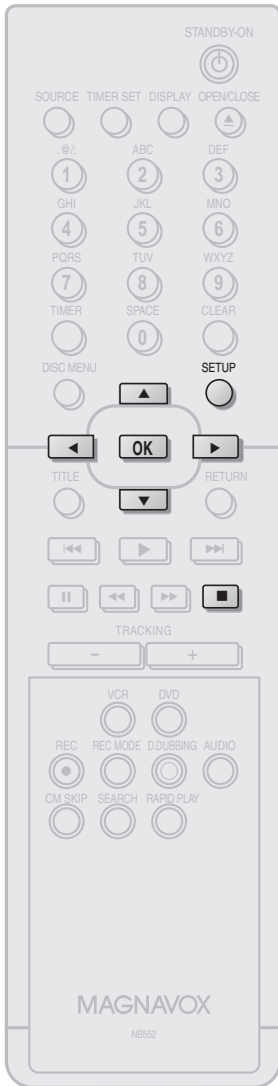 STANDBY-ON
SOURCE TIMER SET DISPLAY OPEN/CLOSE
.@/: ABC DEF
1 2 3
GHI JKL MNO
4 5 6
PQRS TUV WXYZ
7 8 9
TIMER SPACE CLEAR
0
DISC MENU SETUP
OK
TITLE RETURN
TRACKING
– +
VCR DVD
REC REC MODE D.DUBBING AUDIO
CM SKIP SEARCH RAPID PLAY
MAGNAVOX
NB552